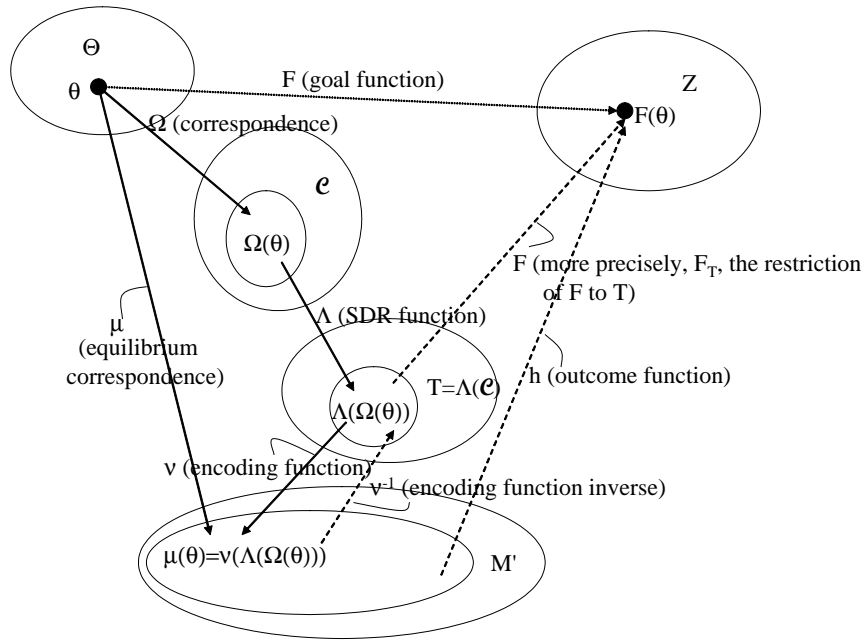 Θ
θ
F (goal function)
Z
F(θ)
Ω (correspondence)
𝓒
Ω(θ)
F (more precisely, F_T, the restriction
of F to T)
Λ (SDR function)
μ
(equilibrium
correspondence)
h (outcome function)
T=Λ(𝓒)
Λ(Ω(θ))
ν (encoding function)
ν⁻¹ (encoding function inverse)
μ(θ)=ν(Λ(Ω(θ)))
M'